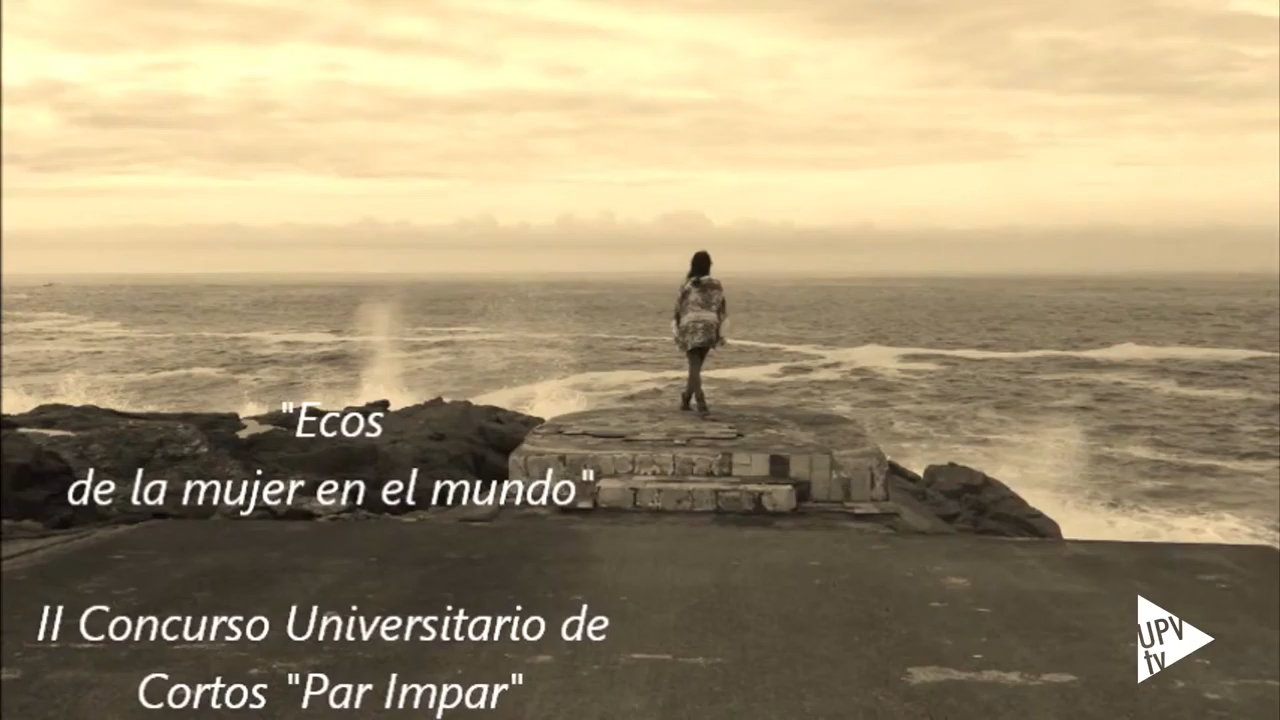 "Ecos
de la mujer en el mundo"
II Concurso Universitario de
Cortos "Par Impar"
UPV
tv